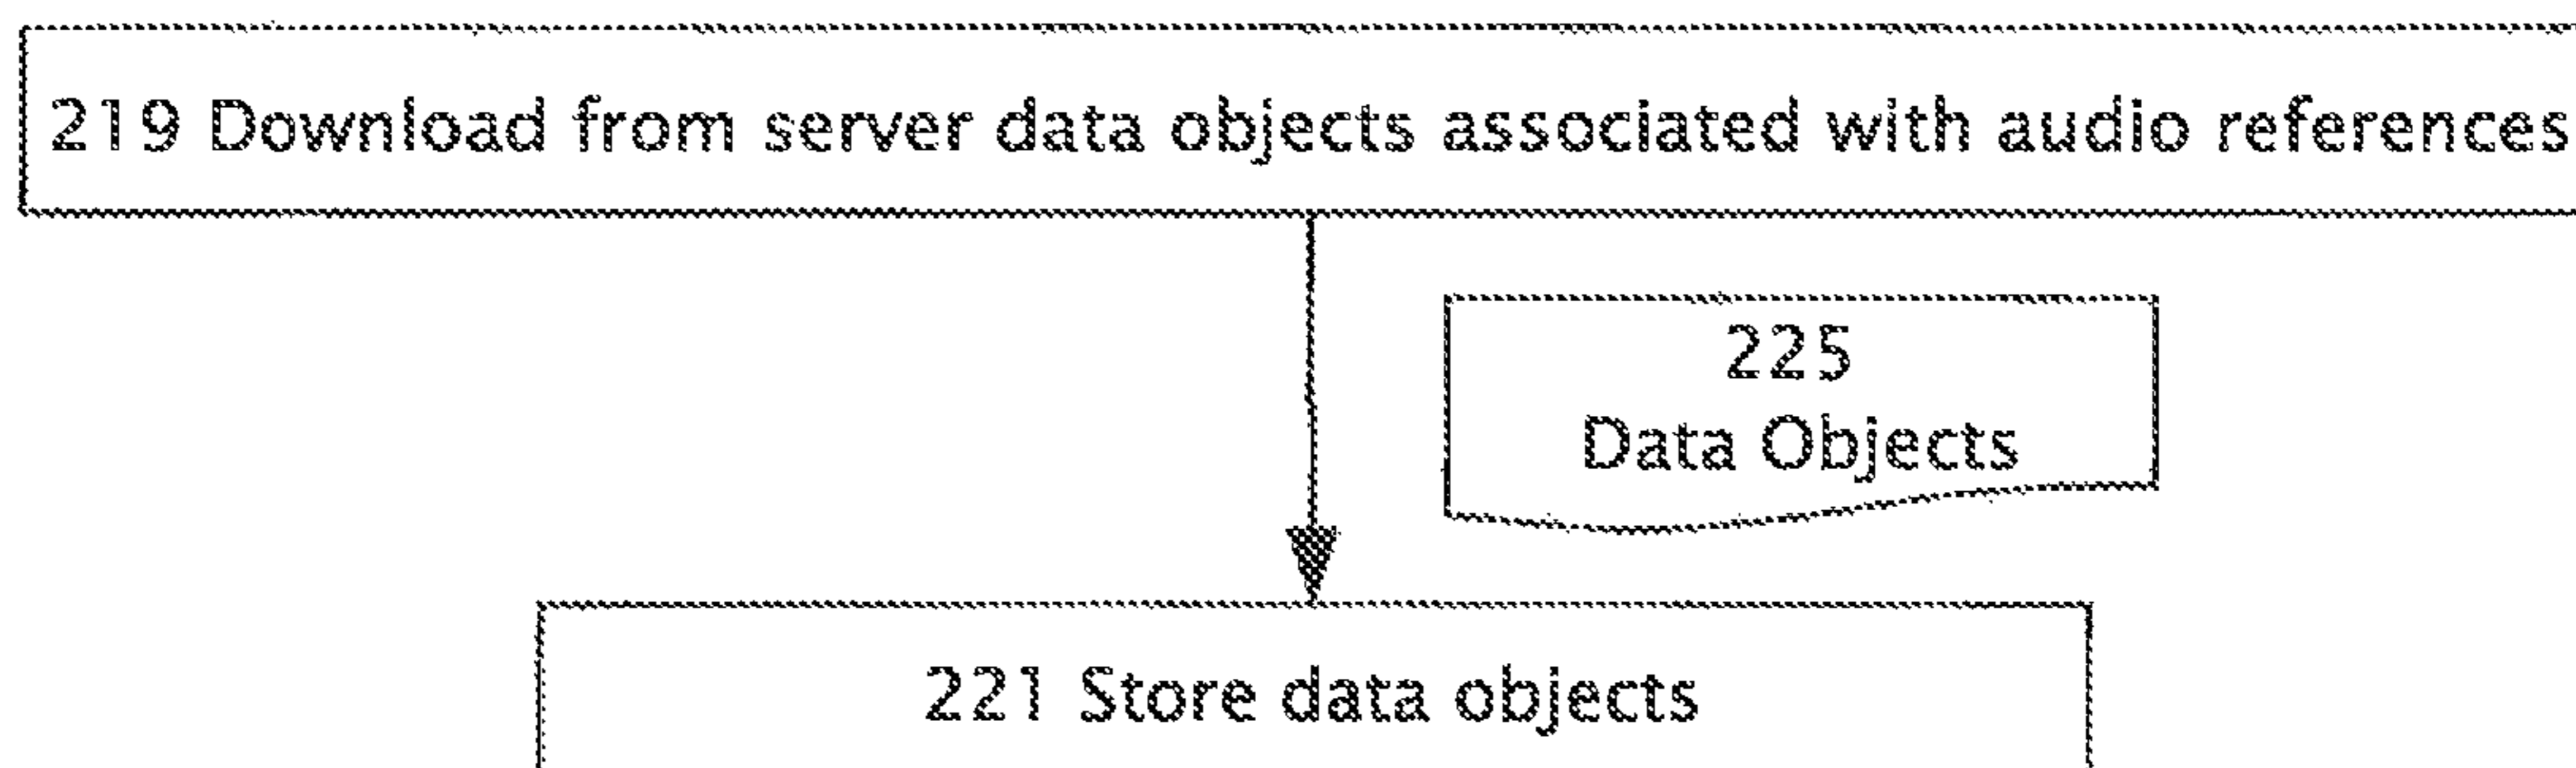 219 Download from server data objects associated with audio references
225
Data Objects
221 Store data objects